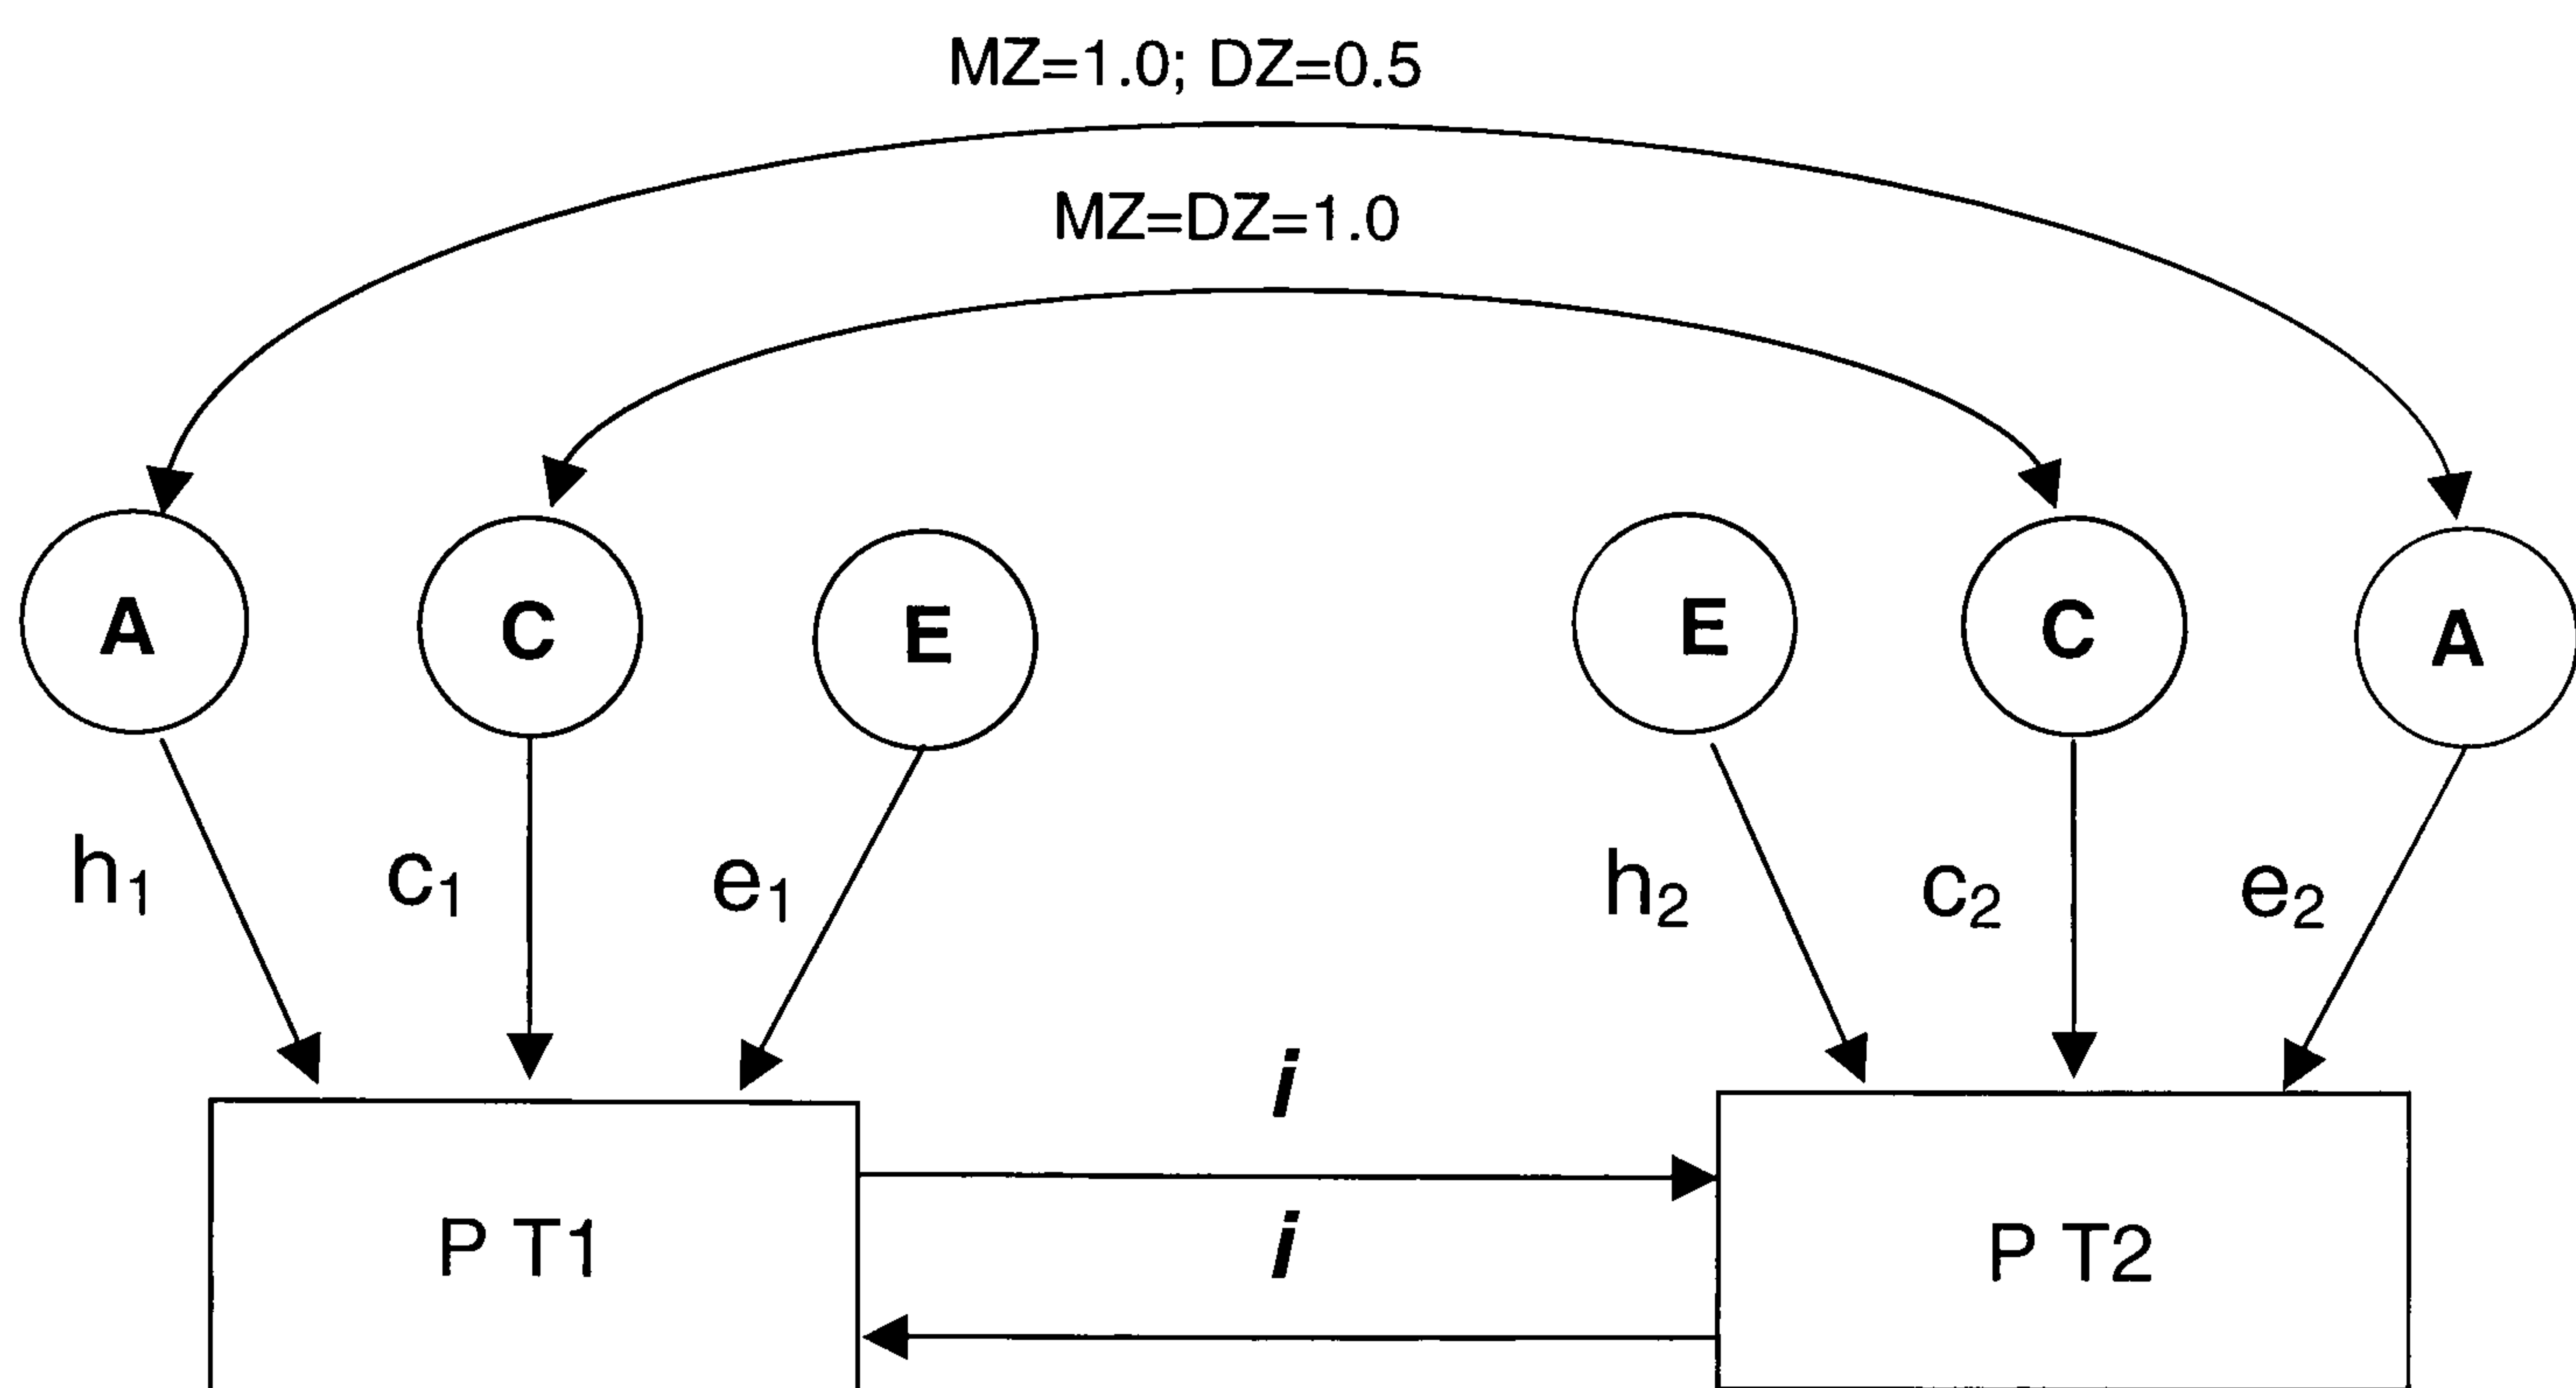 MZ=1.0; DZ=0.5
MZ=DZ=1.0
A C E E C A
h1 c1 e1 h2 c2 e2
i
i
P T1 P T2